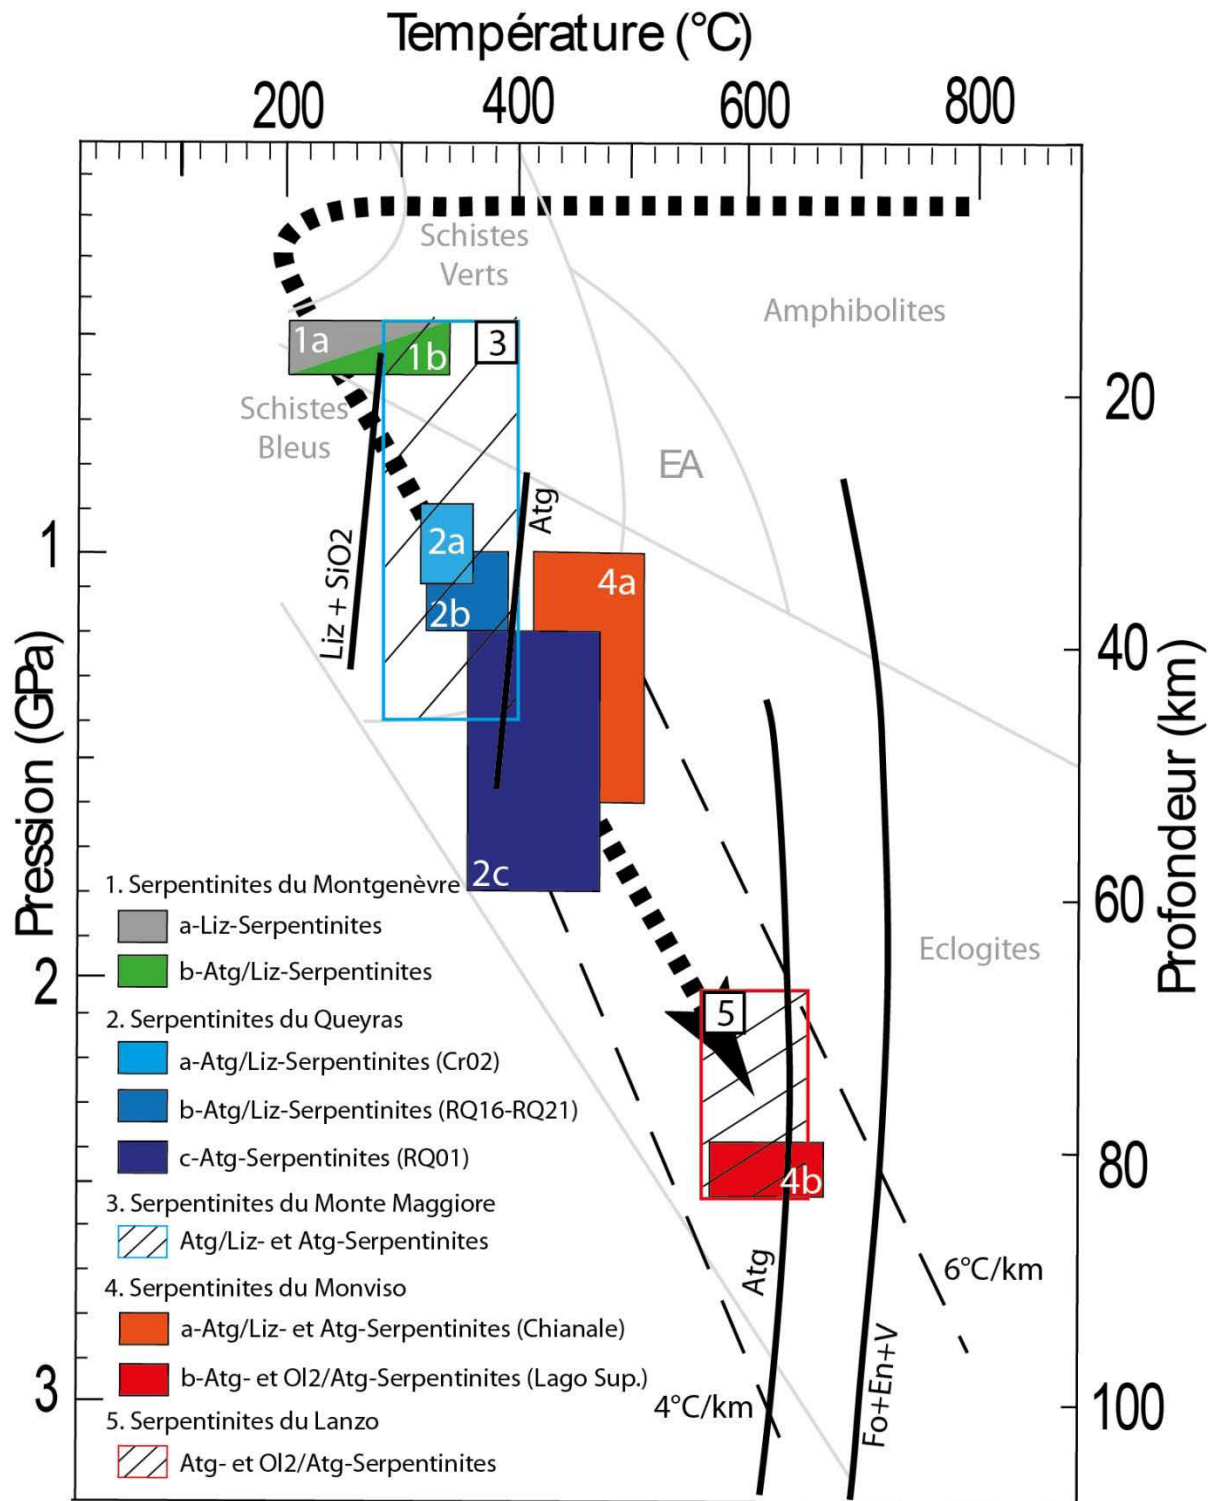 Température (°C)
200
400
600
800
Schistes
Verts
Amphibolites
1a
1b
3
20
Schistes
Bleus
EA
Atg
1
2a
4a
2b
Liz + SiO2
40
Pression (GPa)
Profondeur (km)
2c
60
Eclogites
2
5
1. Serpentinites du Montgenèvre
a-Liz-Serpentinites
b-Atg/Liz-Serpentinites
2. Serpentinites du Queyras
a-Atg/Liz-Serpentinites (Cr02)
b-Atg/Liz-Serpentinites (RQ16-RQ21)
c-Atg-Serpentinites (RQ01)
3. Serpentinites du Monte Maggiore
Atg/Liz- et Atg-Serpentinites
4. Serpentinites du Monviso
a-Atg/Liz- et Atg-Serpentinites (Chianale)
b-Atg- et Ol2/Atg-Serpentinites (Lago Sup.)
5. Serpentinites du Lanzo
Atg- et Ol2/Atg-Serpentinites
4b
80
Atg
6°C/km
3
4°C/km
Fo+En+V
100